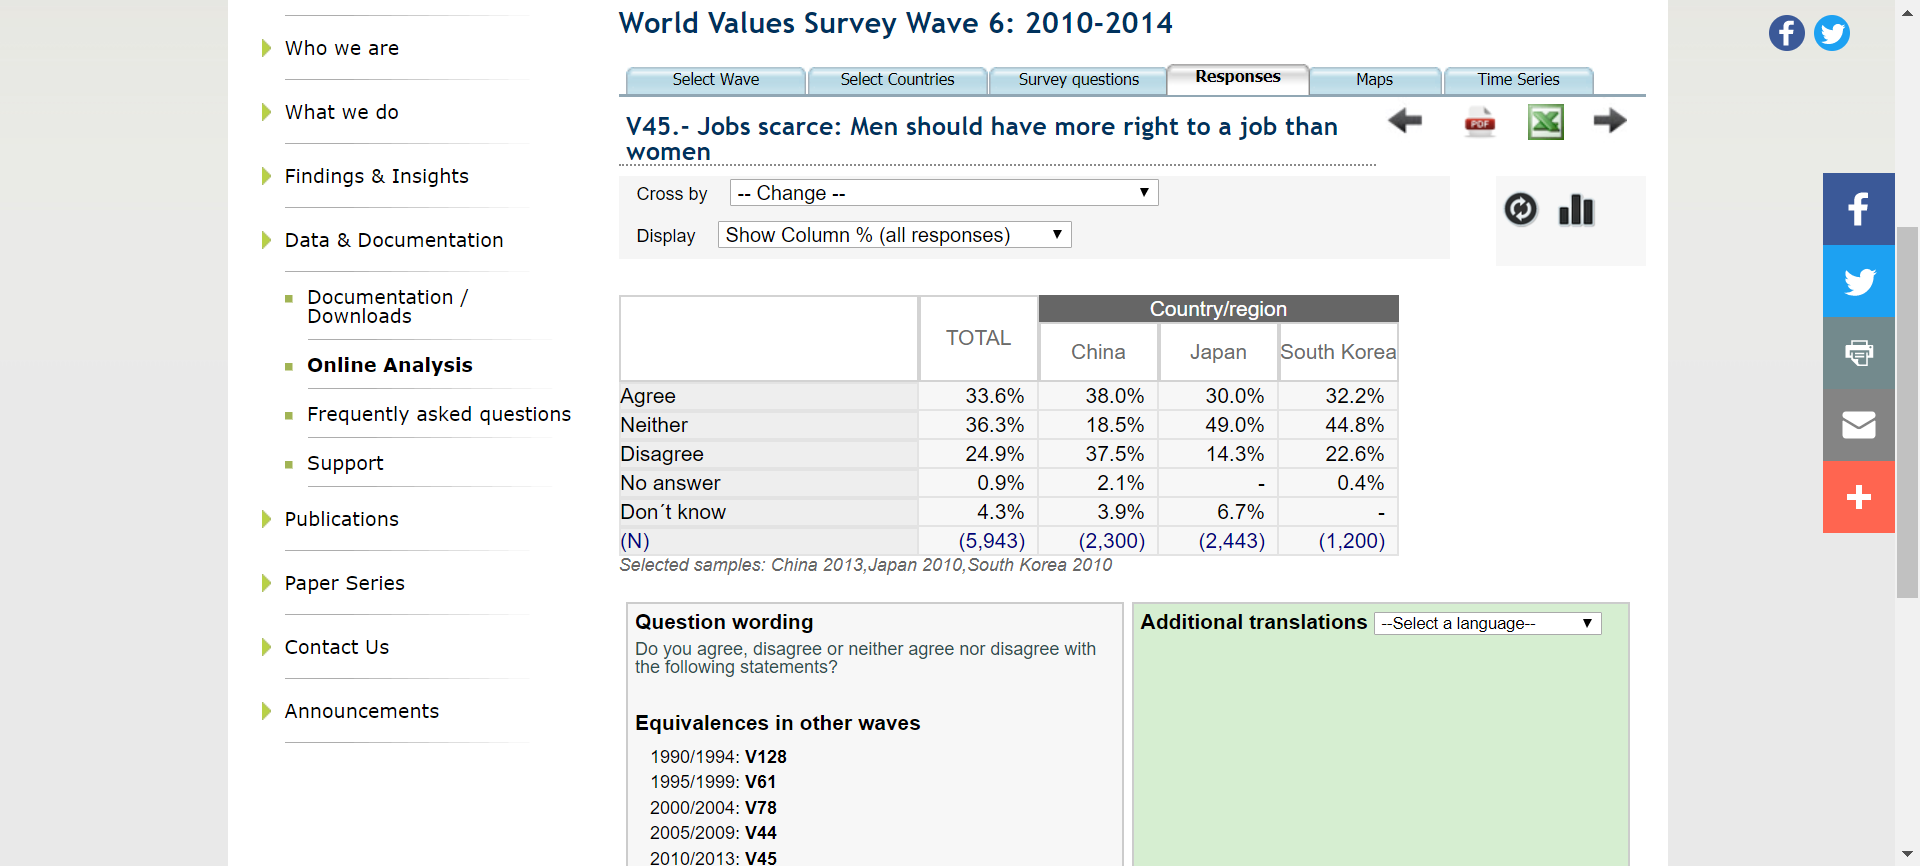 World Values Survey Wave 6: 2010-2014
Who we are
What we do
Findings & Insights
Data & Documentation
Documentation /
Downloads
Online Analysis
Frequently asked questions
Support
Publications
Paper Series
Contact Us
Announcements
Select Wave Select Countries Survey questions Responses Maps Time Series
V45.- Jobs scarce: Men should have more right to a job than
women
PDF
Cross by -- Change --
Display Show Column % (all responses)
Country/region
TOTAL China Japan South Korea
Agree 33.6% 38.0% 30.0% 32.2%
Neither 36.3% 18.5% 49.0% 44.8%
Disagree 24.9% 37.5% 14.3% 22.6%
No answer 0.9% 2.1% - 0.4%
Don´t know 4.3% 3.9% 6.7% -
(N) (5,943) (2,300) (2,443) (1,200)
Selected samples: China 2013,Japan 2010,South Korea 2010
Question wording
Do you agree, disagree or neither agree nor disagree with
the following statements?
Equivalences in other waves
1990/1994: V128
1995/1999: V61
2000/2004: V78
2005/2009: V44
2010/2013: V45
Additional translations --Select a language--